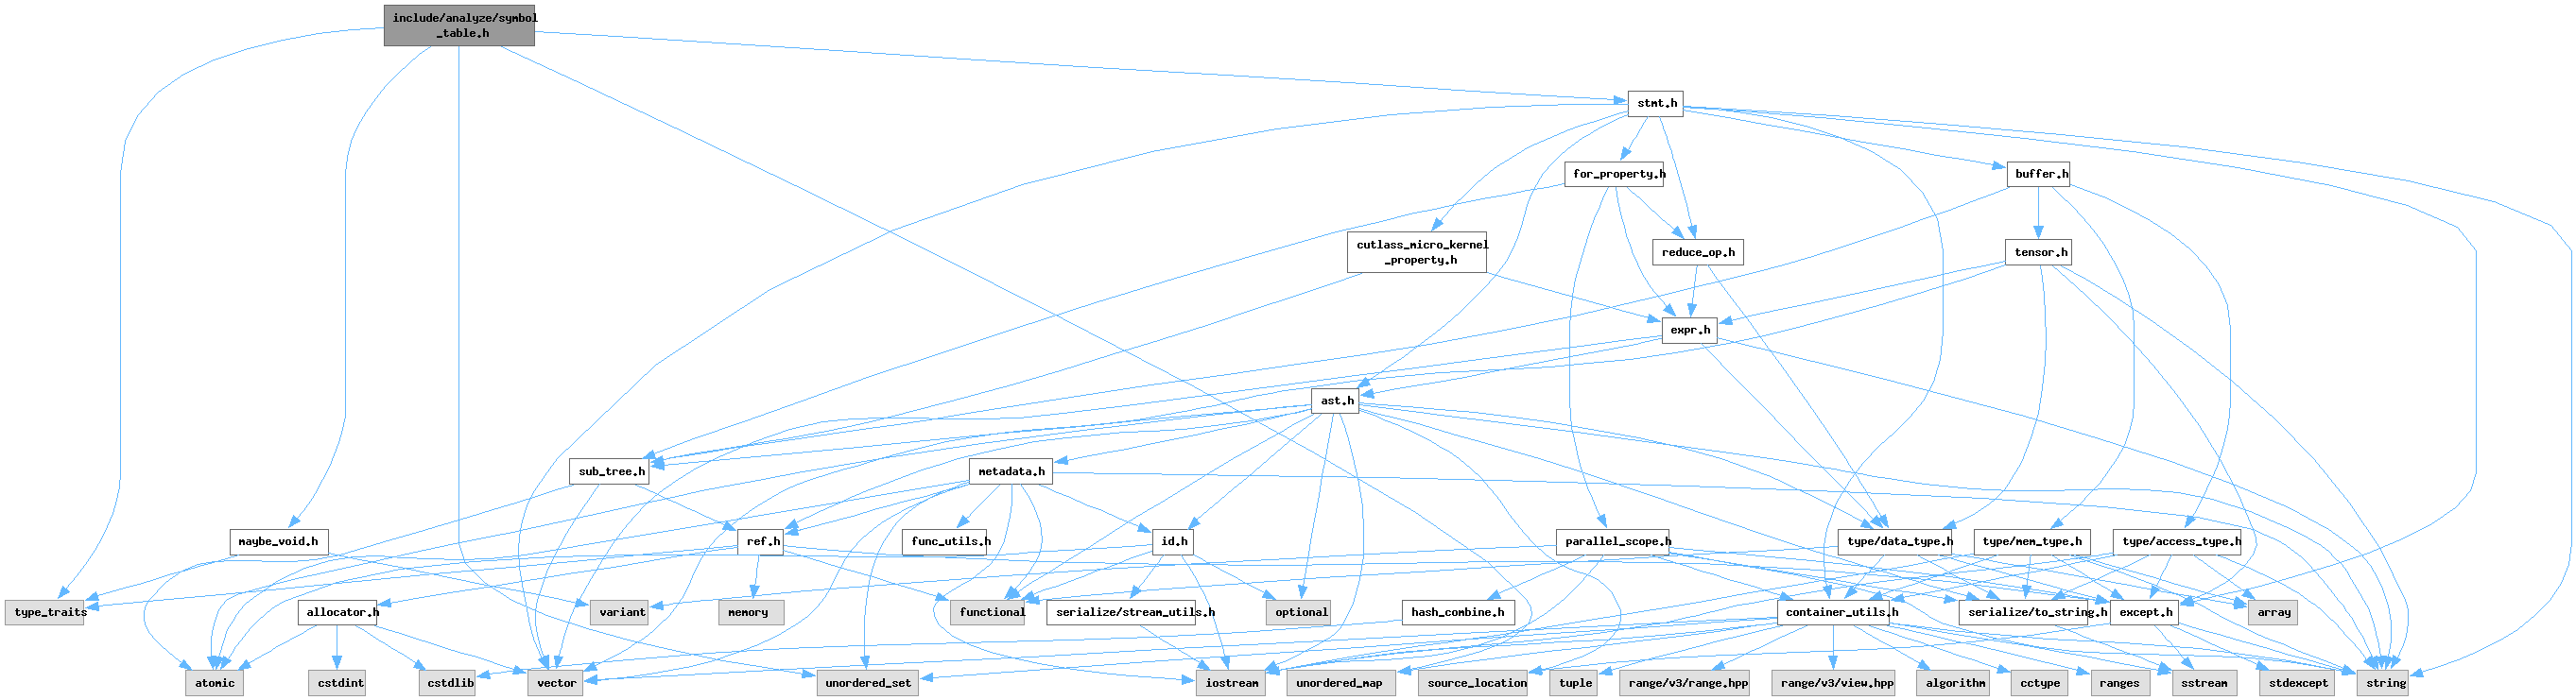 include/analyze/symbol
_table.h
stmt.h
for_property.h
buffer.h
cutlass_micro_kernel
_property.h
reduce_op.h
tensor.h
expr.h
ast.h
sub_tree.h
metadata.h
maybe_void.h
ref.h
func_utils.h
id.h
parallel_scope.h
type/data_type.h
type/mem_type.h
type/access_type.h
type_traits
allocator.h
variant
memory
functional
serialize/stream_utils.h
optional
hash_combine.h
container_utils.h
serialize/to_string.h
except.h
array
atomic
cstdint
cstdlib
vector
unordered_set
iostream
unordered_map
source_location
tuple
range/v3/range.hpp
range/v3/view.hpp
algorithm
cctype
ranges
sstream
stdexcept
string